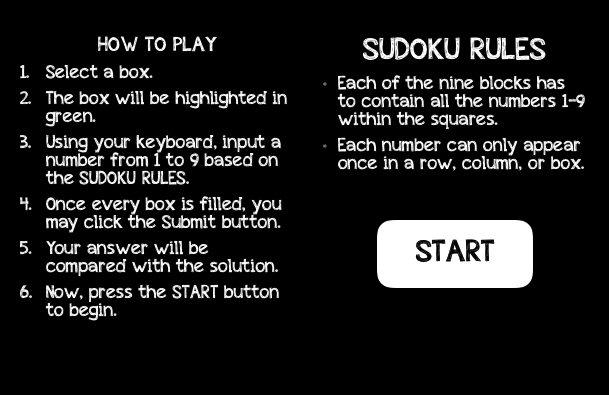 HOW TO PLAY
1. Select a box.
2. The box will be highlighted in
green.
3. Using your keyboard, input a
number from 1 to 9 based on
the SUDOKU RULES.
4. Once every box is filled, you
may click the Submit button.
5. Your answer will be
compared with the solution.
6. Now, press the START button
to begin.
SUDOKU RULES
• Each of the nine blocks has
to contain all the numbers 1-9
within the squares.
• Each number can only appear
once in a row, column, or box.
START